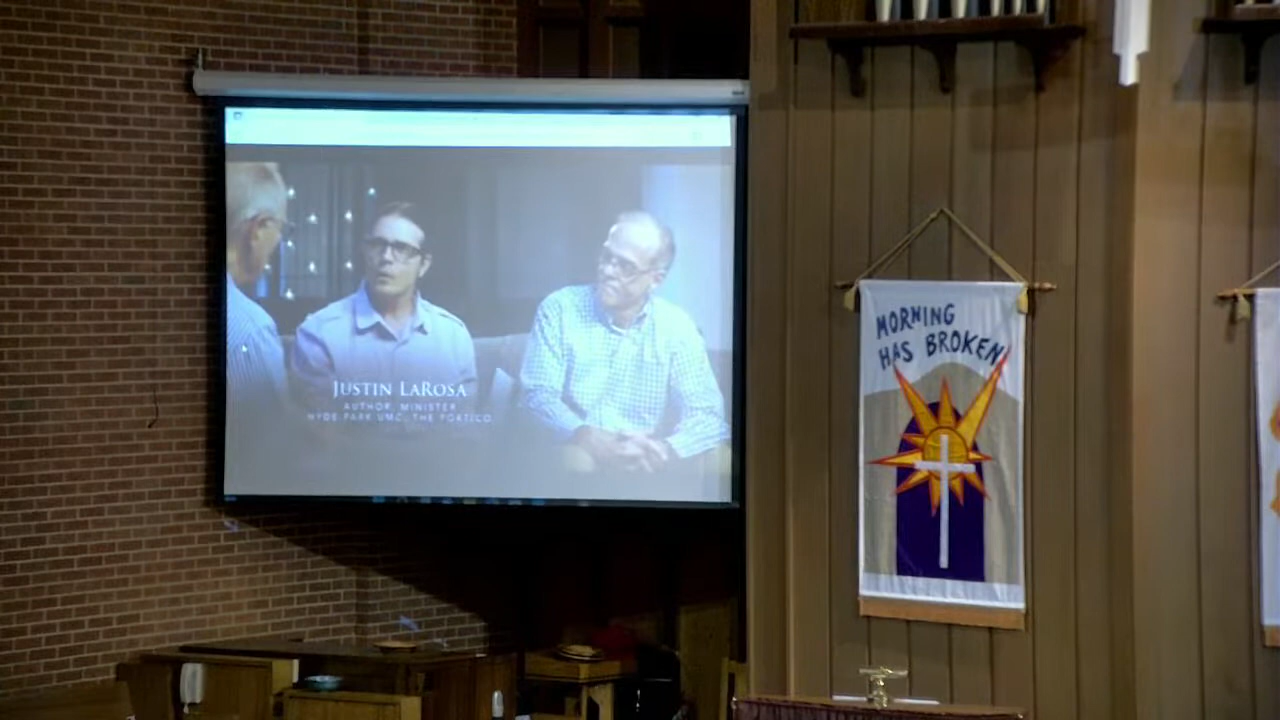 JUSTIN LAROSA
AUTHOR, MINISTER
HYDE PARK UMC, THE PORTICO
MORNING
HAS BROKEN